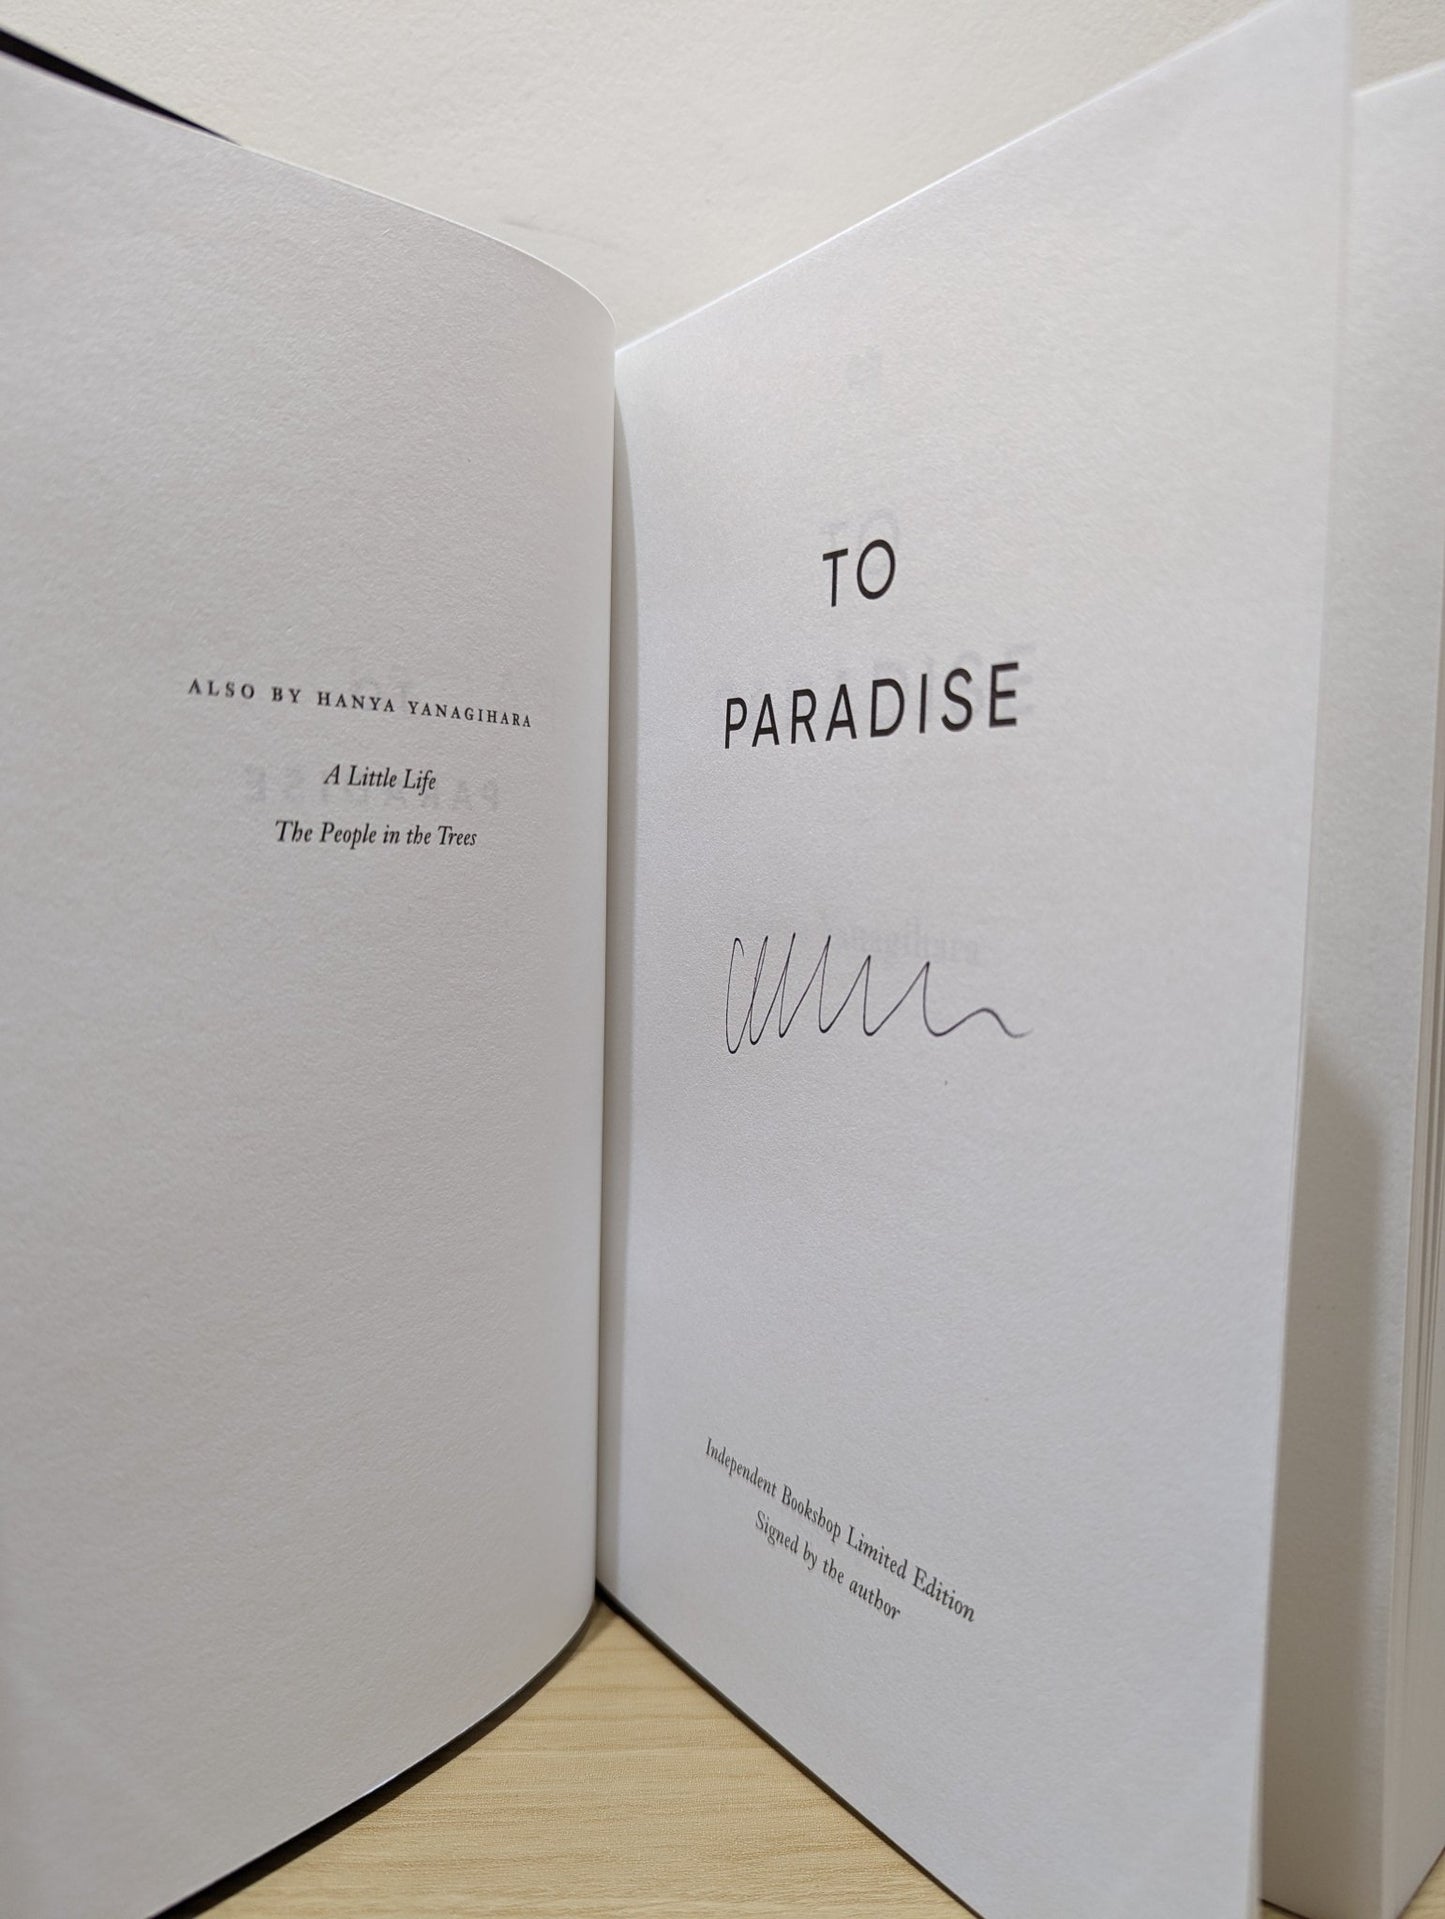 ALSO BY HANYA YANAGIHARA
A Little Life
The People in the Trees
TO
PARADISE
Independent Bookshop Limited Edition
Signed by the author